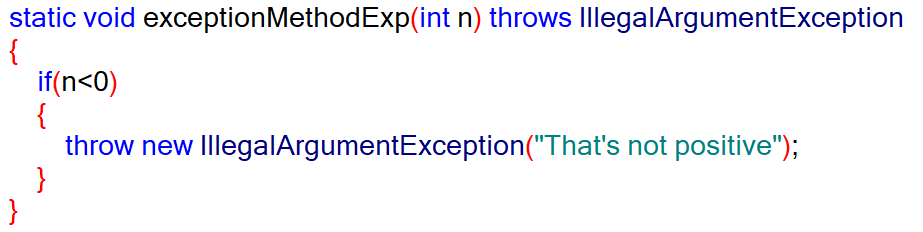 static void exceptionMethodExp(int n) throws IllegalArgumentException
{
if(n<0)
{
throw new IllegalArgumentException("That's not positive");
}
}